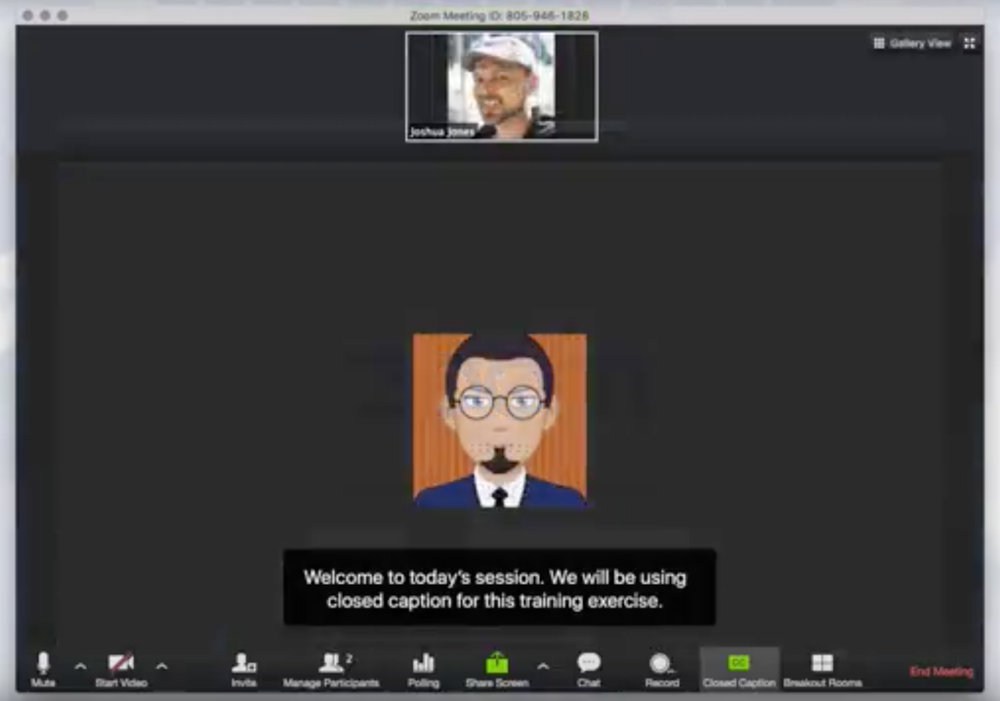 Zoom Meeting ID: 805-946-1828
Gallery View
Joshua Jones
Welcome to today's session. We will be using
closed caption for this training exercise.
Mute
Start Video
Invite
Manage Participants
2
Polling
Share Screen
Chat
Record
CC
Closed Caption
Breakout Rooms
End Meeting